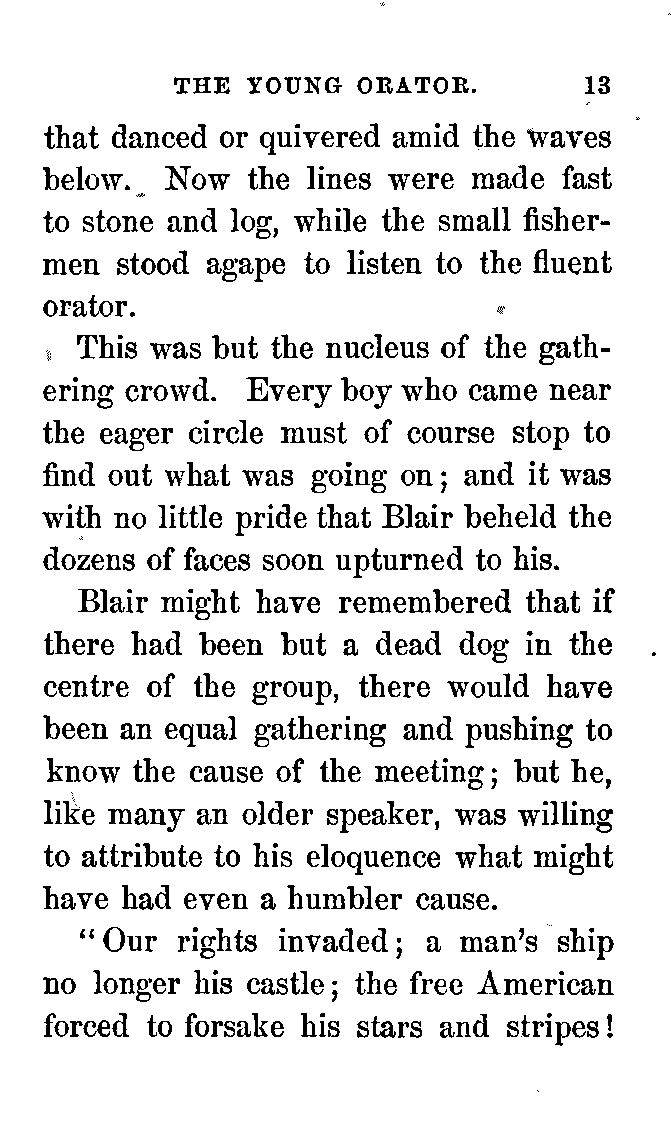 THE YOUNG ORATOR. 13
that danced or quivered amid the waves
below. Now the lines were made fast
to stone and log, while the small fisher-
men stood agape to listen to the fluent
orator.
This was but the nucleus of the gath-
ering crowd. Every boy who came near
the eager circle must of course stop to
find out what was going on; and it was
with no little pride that Blair beheld the
dozens of faces soon upturned to his.
Blair might have remembered that if
there had been but a dead dog in the
centre of the group, there would have
been an equal gathering and pushing to
know the cause of the meeting; but he,
like many an older speaker, was willing
to attribute to his eloquence what might
have had even a humbler cause.
"Our rights invaded; a man's ship
no longer his castle; the free American
forced to forsake his stars and stripes!